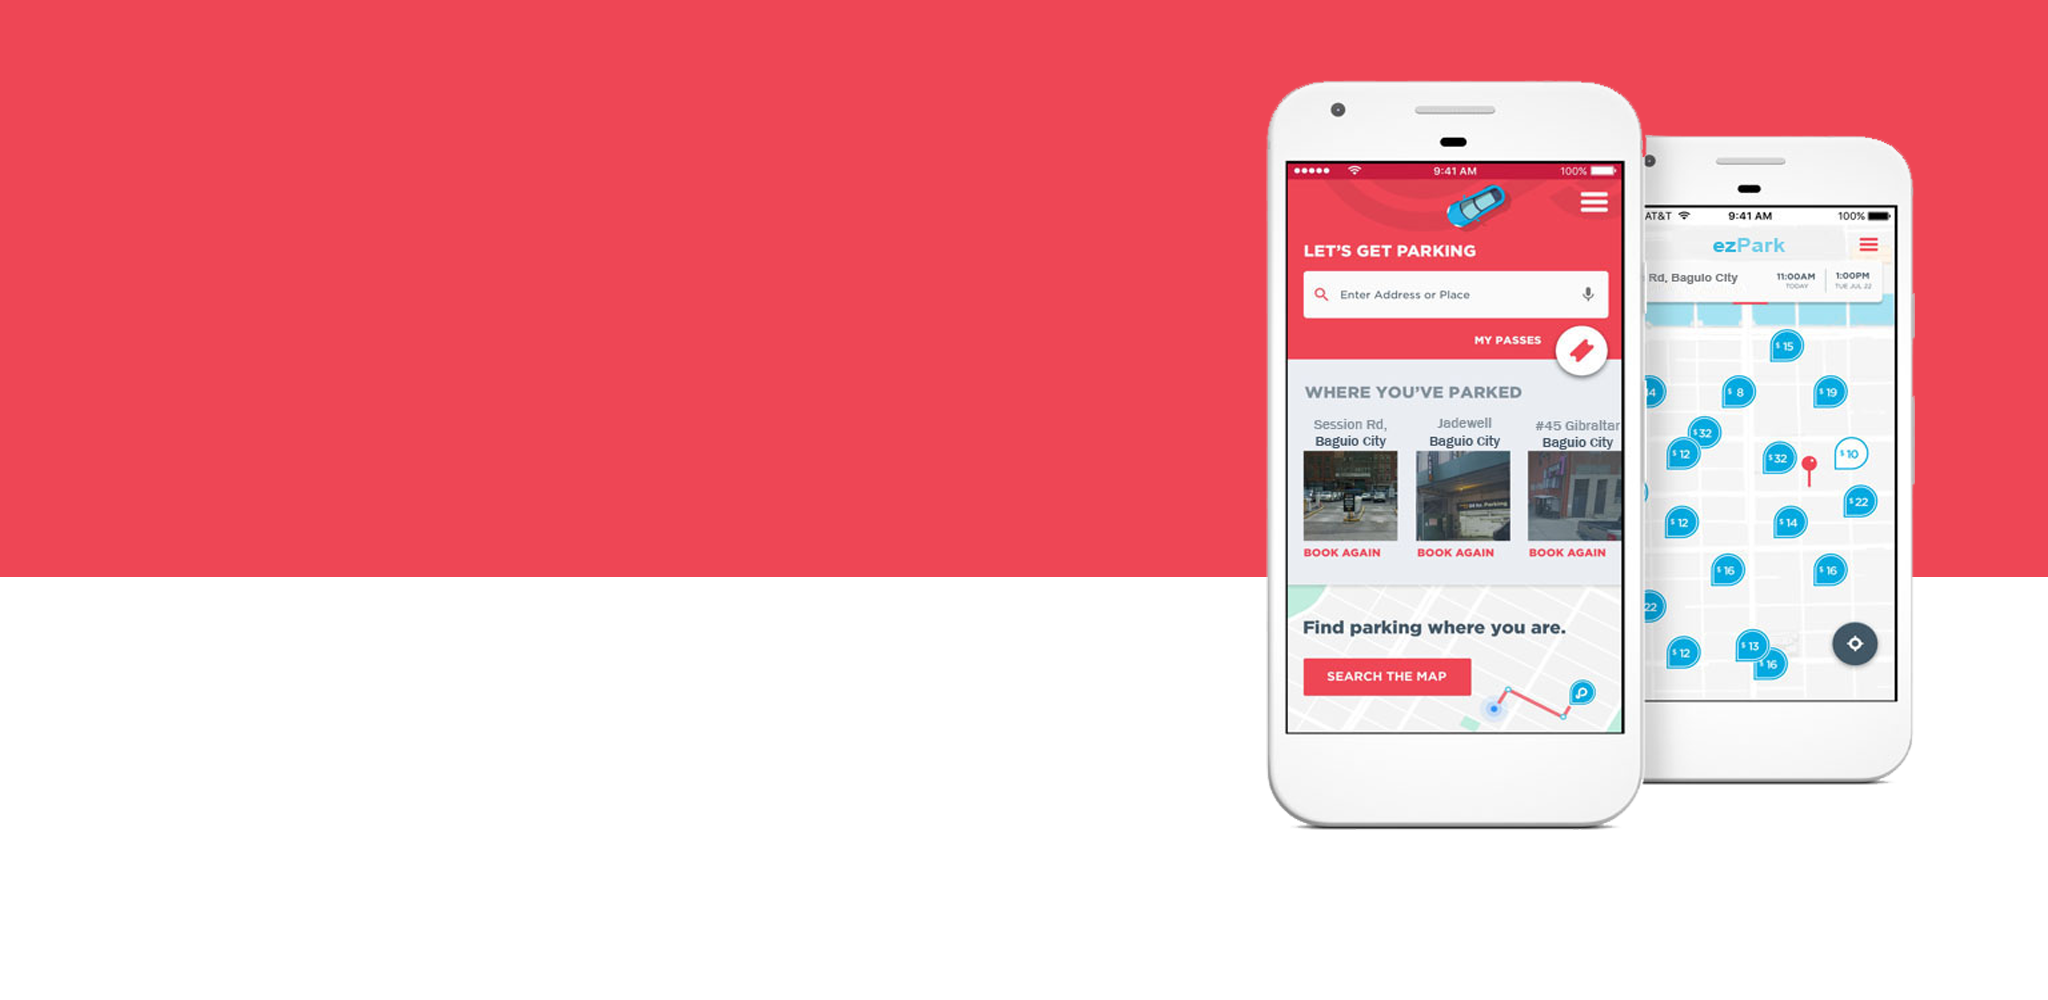 9:41 AM 100%
LET'S GET PARKING
Enter Address or Place
MY PASSES
WHERE YOU'VE PARKED
Session Rd,
Baguio City
Jadewell
Baguio City
#45 Gibraltar
Baguio City
Parking
BOOK AGAIN
BOOK AGAIN
BOOK AGAIN
Find parking where you are.
SEARCH THE MAP
AT&T 9:41 AM 100%
ezPark
Rd, Baguio City
11:00AM
TODAY
1:00PM
TUE JUL 22
$ 15
14
$ 8
$ 19
$ 32
$ 12
$ 32
$ 10
$ 22
$ 12
$ 14
$ 16
$ 16
22
$ 12
$ 13
$ 16